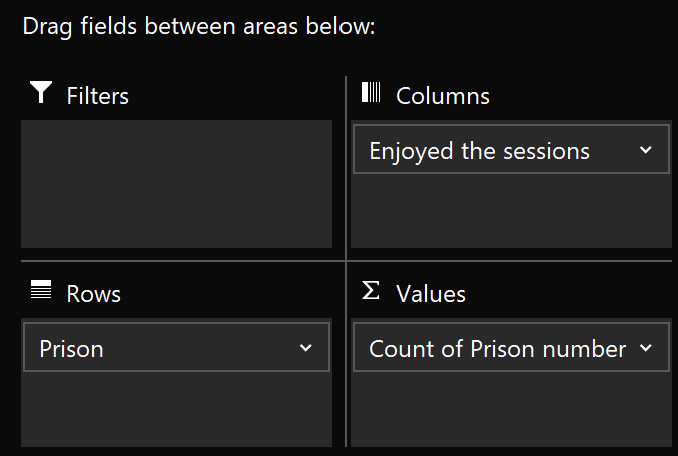 Drag fields between areas below:
Filters
Columns
Enjoyed the sessions
Rows
Values
Prison
Count of Prison number